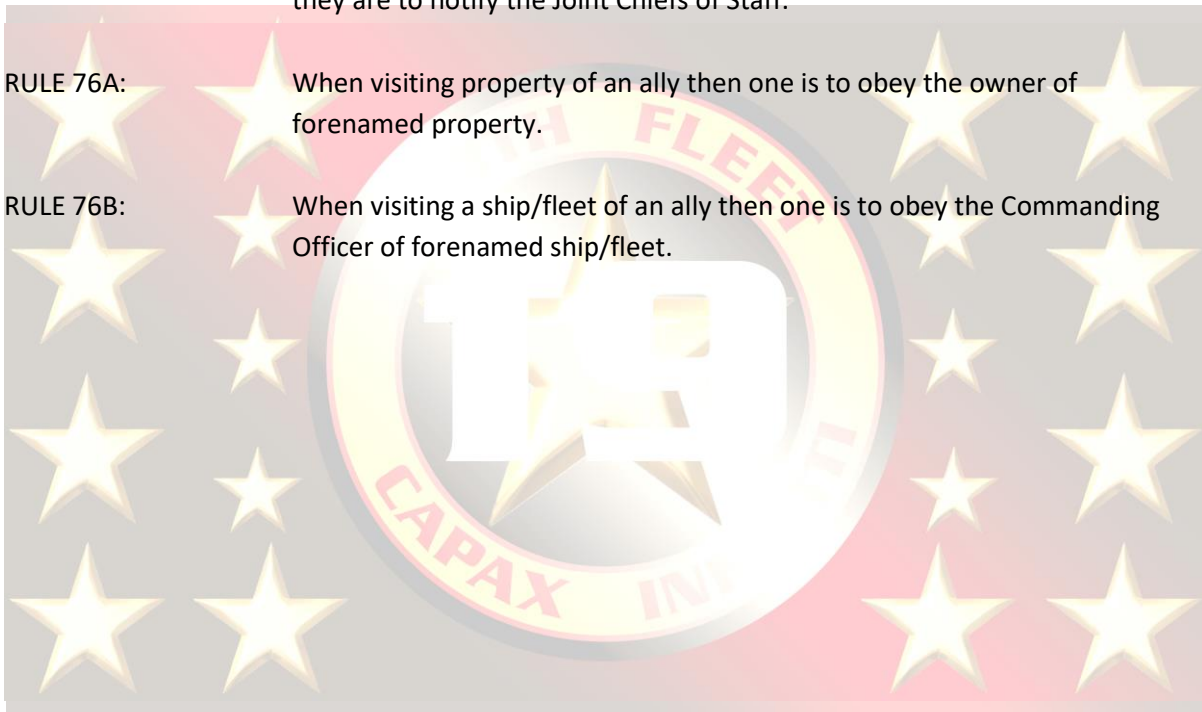 they are to notify the Joint Chiefs of Staff.
RULE 76A: When visiting property of an ally then one is to obey the owner of
forenamed property.
RULE 76B: When visiting a ship/fleet of an ally then one is to obey the Commanding
Officer of forenamed ship/fleet.
FLEET
19
CAPAX